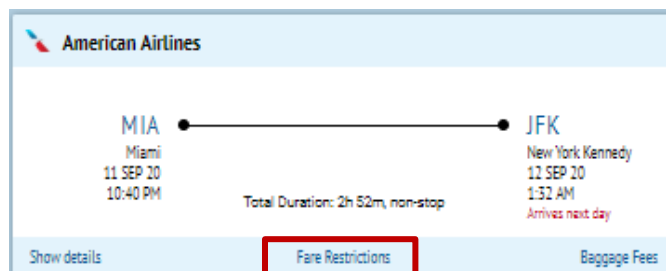 American Airlines
MIA
Miami
11 SEP 20
10:40 PM
Total Duration: 2h 52m, non-stop
JFK
New York Kennedy
12 SEP 20
1:32 AM
Arrives next day
Show details
Fare Restrictions
Baggage Fees